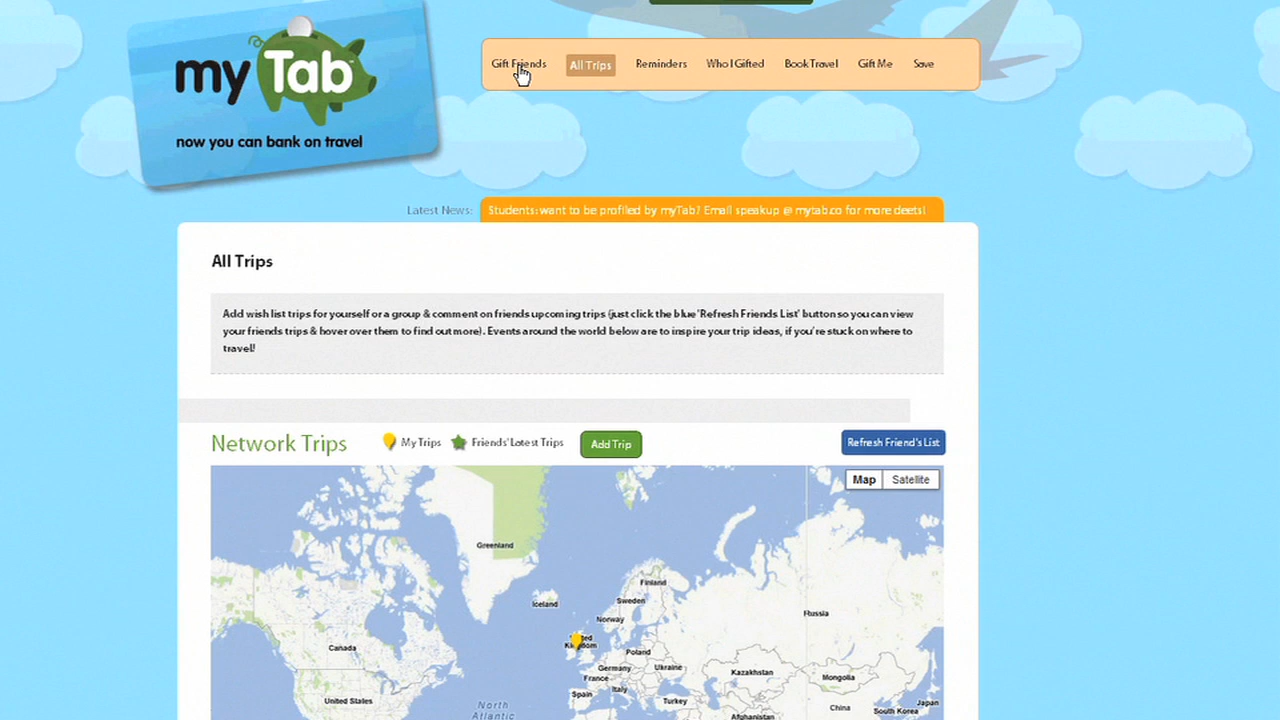 my Tab
now you can bank on travel
Gift Friends All Trips Reminders Who I Gifted Book Travel Gift Me Save
Latest News: Students: want to be profiled by myTab? Email speakup @ mytab.co for more deets!
All Trips
Add wish list trips for yourself or a group & comment on friends upcoming trips (just click the blue 'Refresh Friends List' button so you can view
your friends trips & hover over them to find out more). Events around the world below are to inspire your trip ideas, if you're stuck on where to
travel!
Network Trips My Trips Friends' Latest Trips Add Trip Refresh Friend's List
Map Satellite
Greenland
Finland
Iceland
Sweden
Russia
Norway
United
Kingdom
Canada
Poland
Germany
Ukraine
Kazakhstan
Mongolia
France
Italy
Spain
United States
Turkey
Japan
North
Atlantic
China
South Korea
Afghanistan